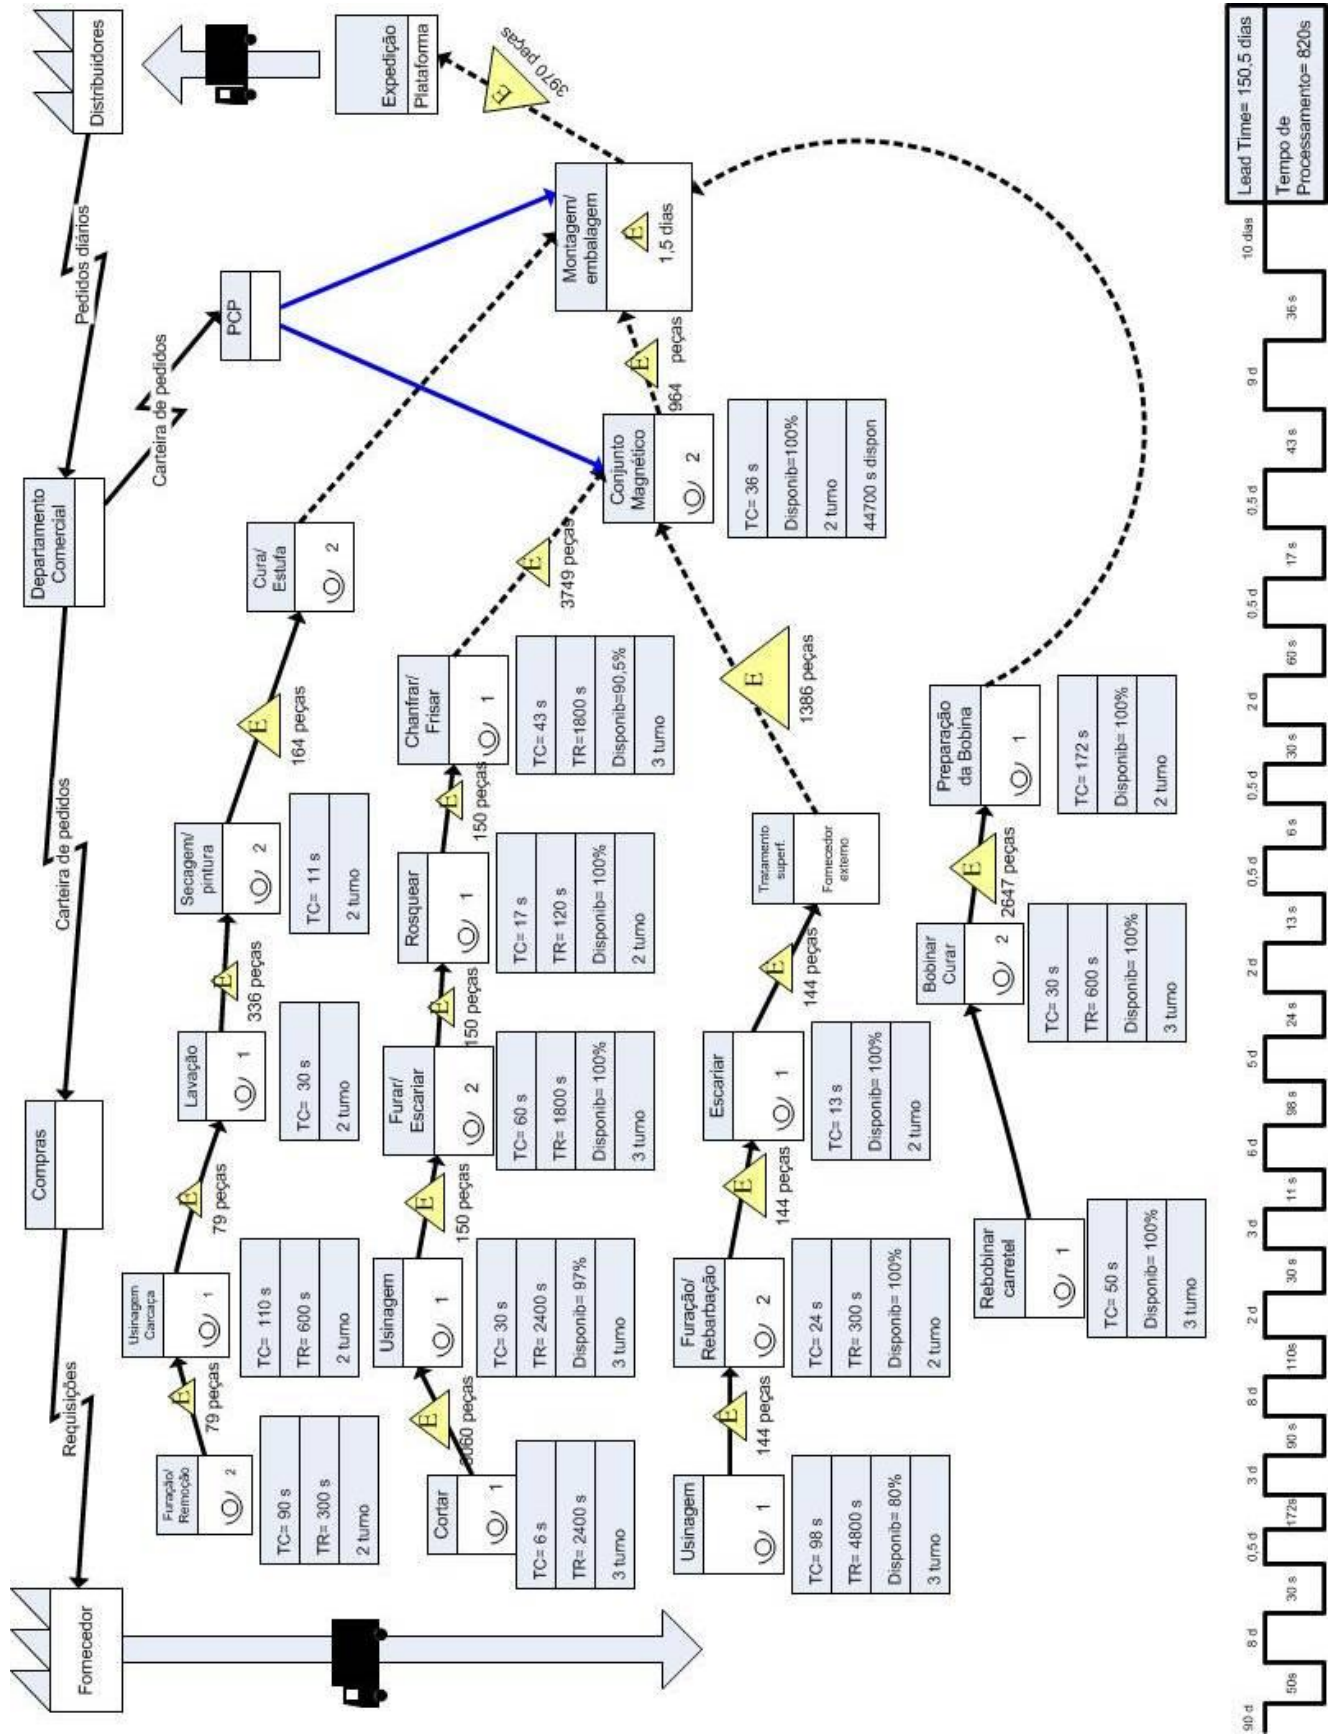 Fornecedor
Requisições
Compras
Carteira de pedidos
Departamento
Comercial
Pedidos diários
Distribuidores
Carteira de pedidos
PCP
Expedição
Plataforma
Furação/
Remoção
2
TC= 90 s
TR= 300 s
2 turno
E
79 peças
Usinagem
Carcaça
1
TC= 110 s
TR= 600 s
2 turno
E
79 peças
Lavação
1
TC= 30 s
2 turno
E
336 peças
Secagem/
pintura
2
TC= 11 s
2 turno
E
164 peças
Cura/
Estufa
2
Cortar
1
TC= 6 s
TR= 2400 s
3 turno
E
peças
Usinagem
1
TC= 30 s
TR= 2400 s
Disponib= 97%
3 turno
E
150 peças
Furar/
Escariar
2
TC= 60 s
TR= 1800 s
Disponib= 100%
3 turno
E
150 peças
Rosquear
1
TC= 17 s
TR= 120 s
Disponib= 100%
2 turno
E
150 peças
Chanfrar/
Frisar
1
TC= 43 s
TR=1800 s
Disponib=90,5%
3 turno
E
3749 peças
Conjunto
Magnético
2
TC= 36 s
Disponib=100%
2 turno
44700 s dispon
E
964 peças
Montagem/
embalagem
E
1,5 dias
E
3970 peças
Usinagem
1
TC= 98 s
TR= 4800 s
Disponib= 80%
3 turno
E
144 peças
Furação/
Rebarbação
2
TC= 24 s
TR= 300 s
Disponib= 100%
2 turno
E
144 peças
Escariar
1
TC= 13 s
Disponib= 100%
2 turno
E
144 peças
Tratamento
superf.
Fornecedor
externo
E
1386 peças
Rebobinar
carretel
1
TC= 50 s
Disponib= 100%
3 turno
Bobinar
Curar
2
TC= 30 s
TR= 600 s
Disponib= 100%
3 turno
E
2647 peças
Preparação
da Bobina
1
TC= 172 s
Disponib= 100%
2 turno
90 d
50s
8 d
30 s
0,5 d
172s
3 d
90 s
8 d
110s
2 d
30 s
3 d
11 s
6 d
98 s
5 d
24 s
2 d
13 s
0,5 d
6 s
0,5 d
30 s
2 d
60 s
0,5 d
17 s
0,5 d
43 s
9 d
36 s
10 dias
Lead Time= 150,5 dias
Tempo de
Processamento= 820s